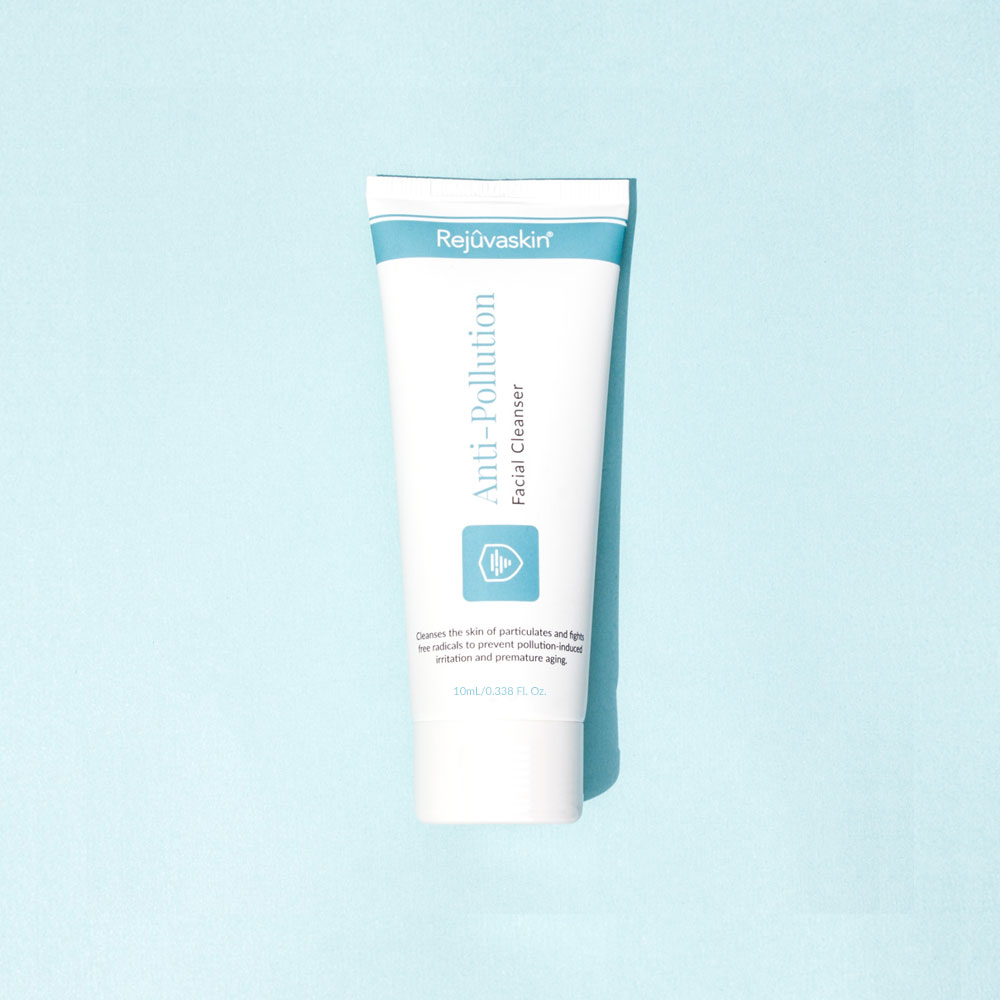 Rejûvaskin®
Anti-Pollution
Facial Cleanser
Cleanses the skin of particulates and fights
free radicals to prevent pollution-induced
irritation and premature aging.
10mL/0.338 Fl. Oz.